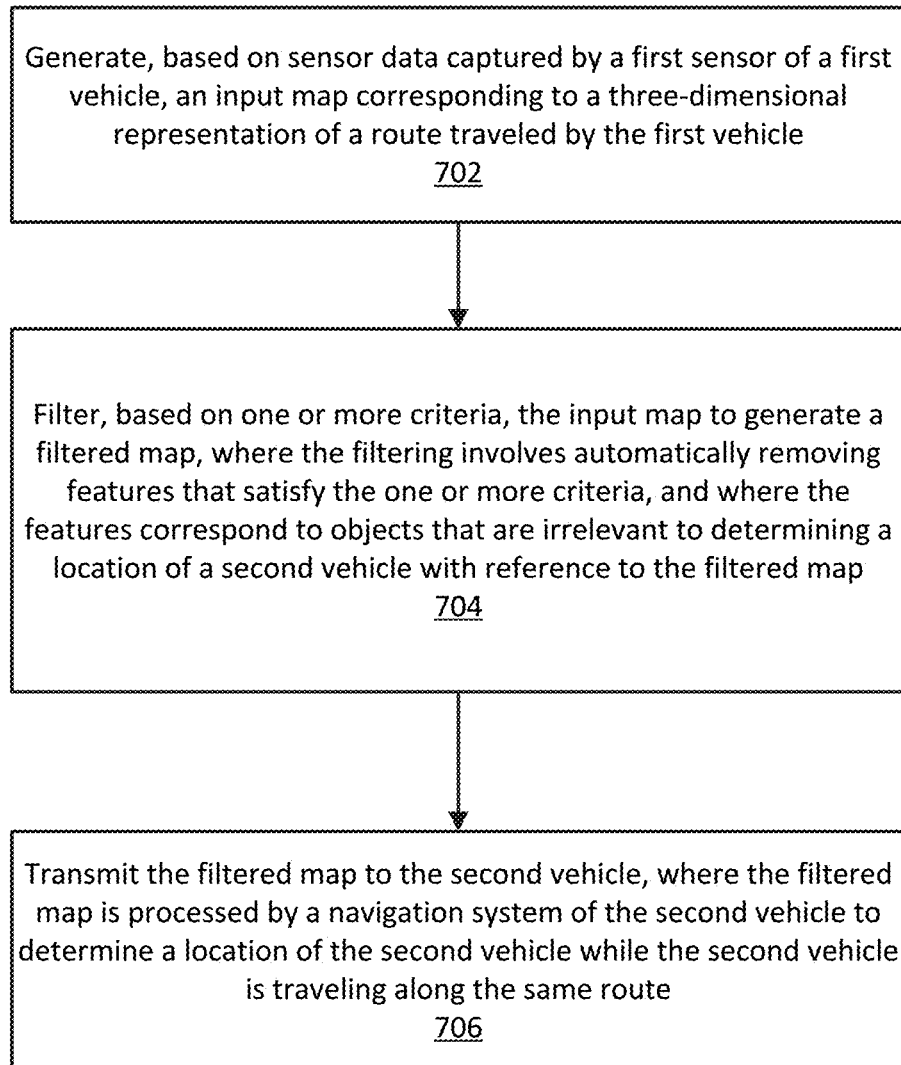 Generate, based on sensor data captured by a first sensor of a first
vehicle, an input map corresponding to a three-dimensional
representation of a route traveled by the first vehicle
702
Filter, based on one or more criteria, the input map to generate a
filtered map, where the filtering involves automatically removing
features that satisfy the one or more criteria, and where the
features correspond to objects that are irrelevant to determining a
location of a second vehicle with reference to the filtered map
704
Transmit the filtered map to the second vehicle, where the filtered
map is processed by a navigation system of the second vehicle to
determine a location of the second vehicle while the second vehicle
is traveling along the same route
706